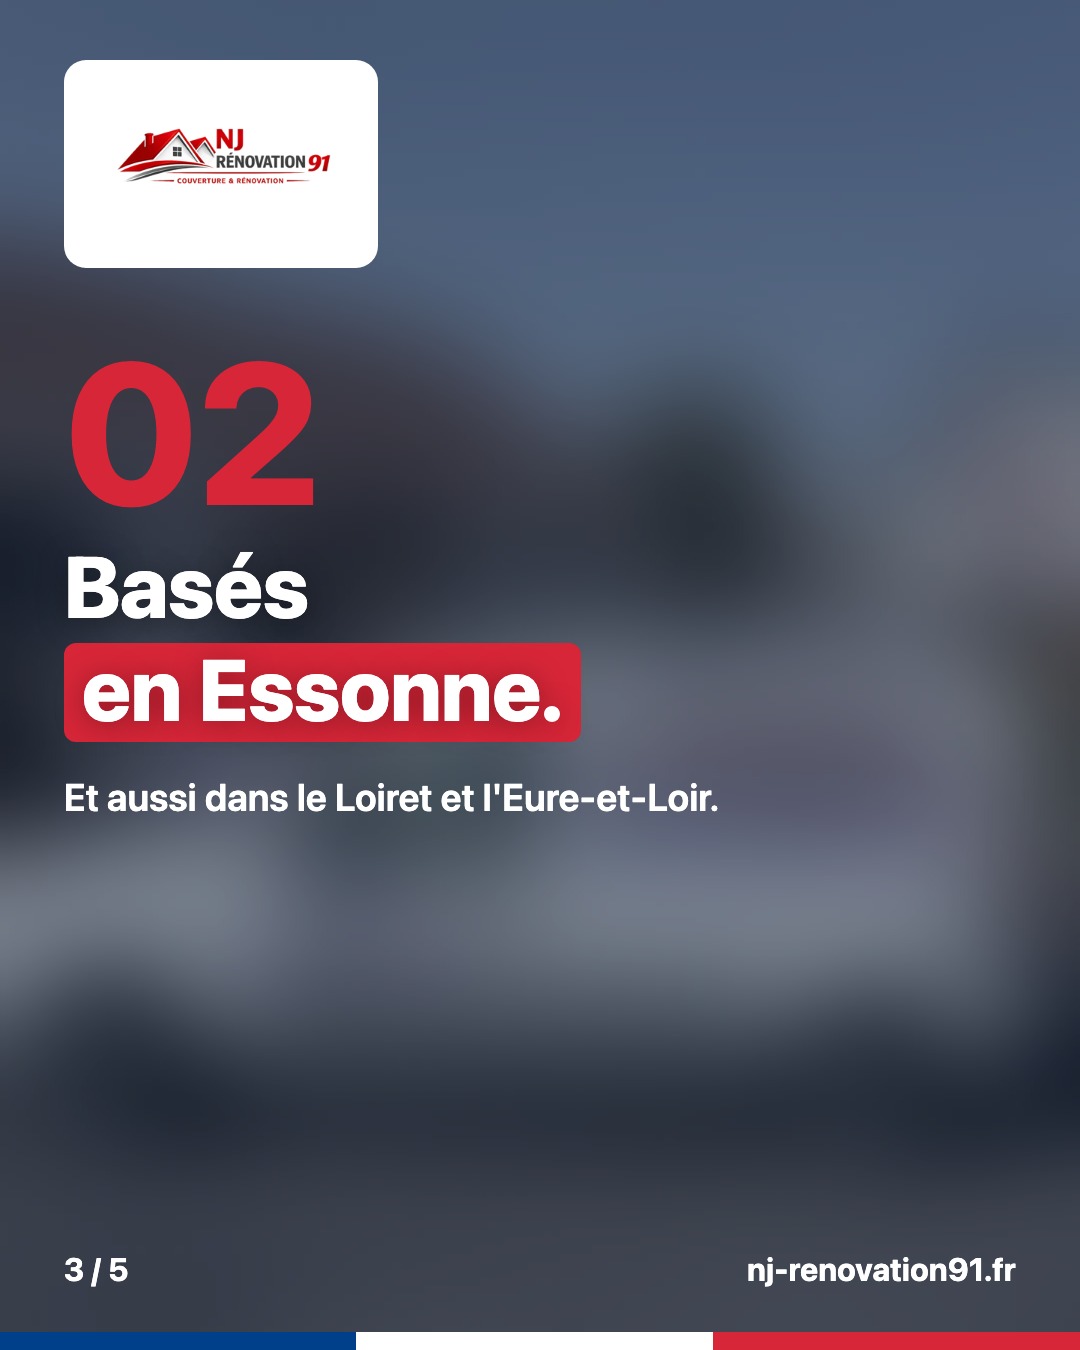 NJ
RÉNOVATION 91
COUVERTURE & RÉNOVATION
02
Basés
en Essonne.
Et aussi dans le Loiret et l'Eure-et-Loir.
3 / 5
nj-renovation91.fr